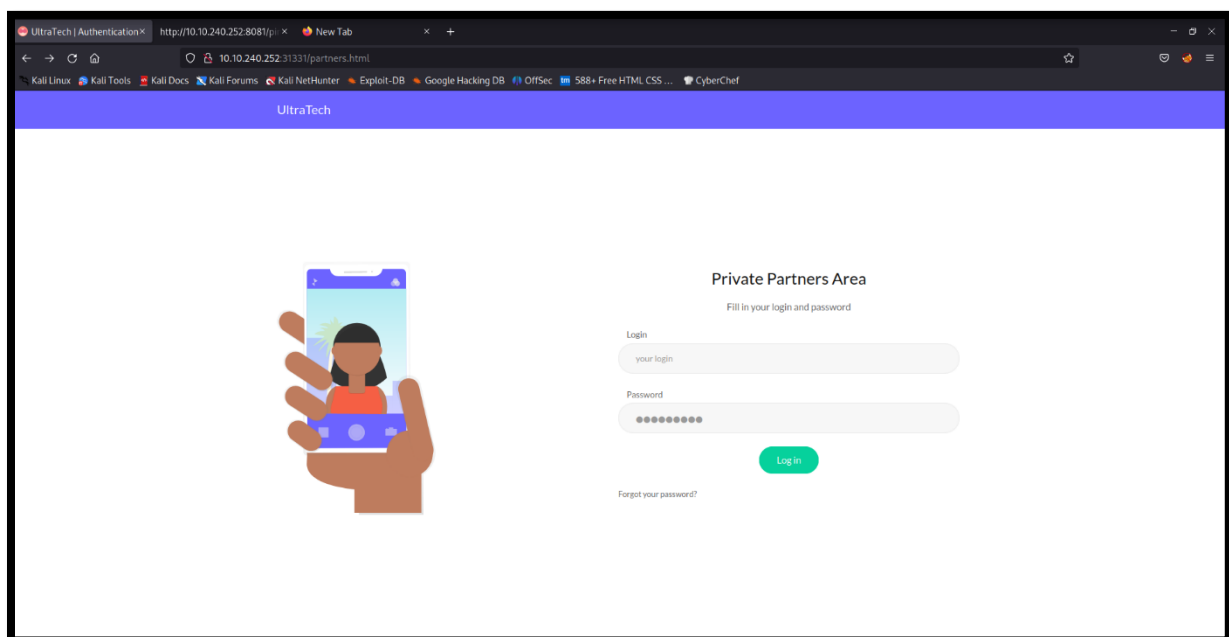 UltraTech | Authentication
http://10.10.240.252:8081/pi
New Tab
10.10.240.252:31331/partners.html
Kali Linux Kali Tools Kali Docs Kali Forums Kali NetHunter Exploit-DB Google Hacking DB OffSec 588+ Free HTML CSS ... CyberChef
UltraTech
Private Partners Area
Fill in your login and password
Login
your login
Password
Log in
Forgot your password?